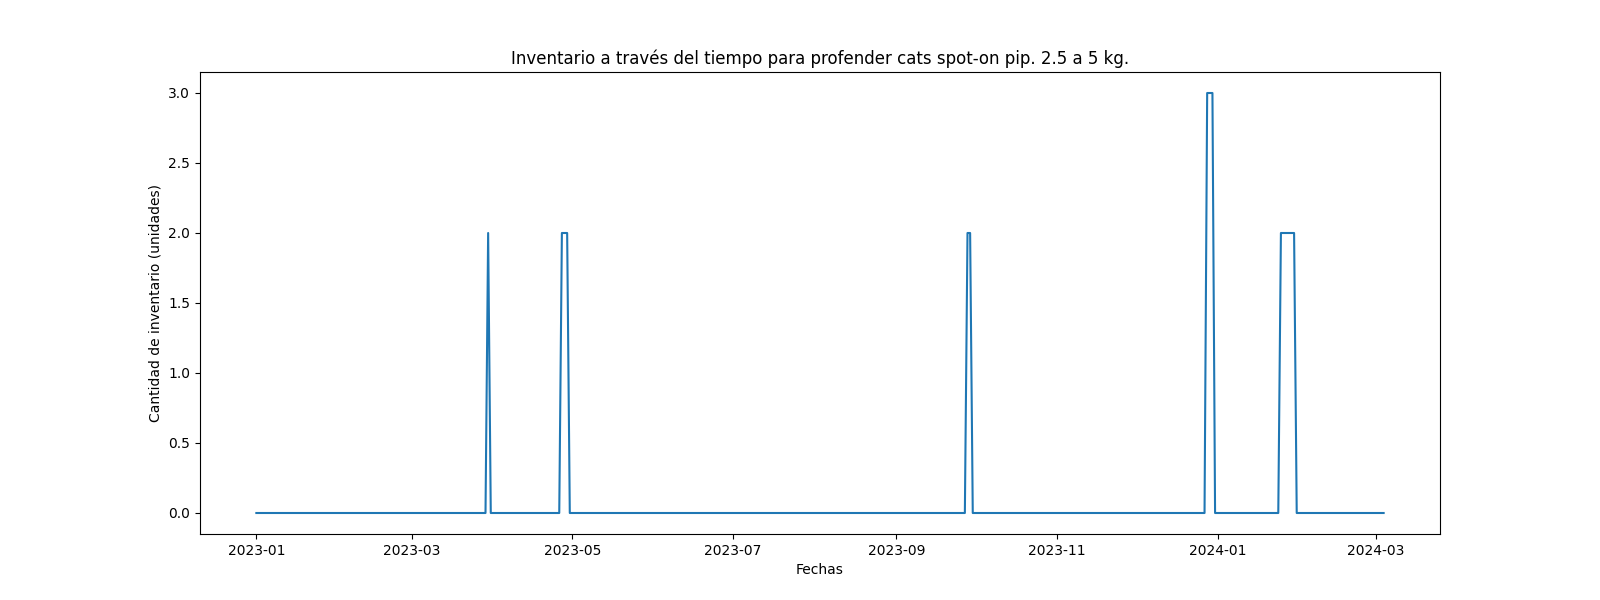 Inventario a través del tiempo para profender cats spot-on pip. 2.5 a 5 kg.
Cantidad de inventario (unidades)
3.0
2.5
2.0
1.5
1.0
0.5
0.0
2023-01 2023-03 2023-05 2023-07 2023-09 2023-11 2024-01 2024-03
Fechas